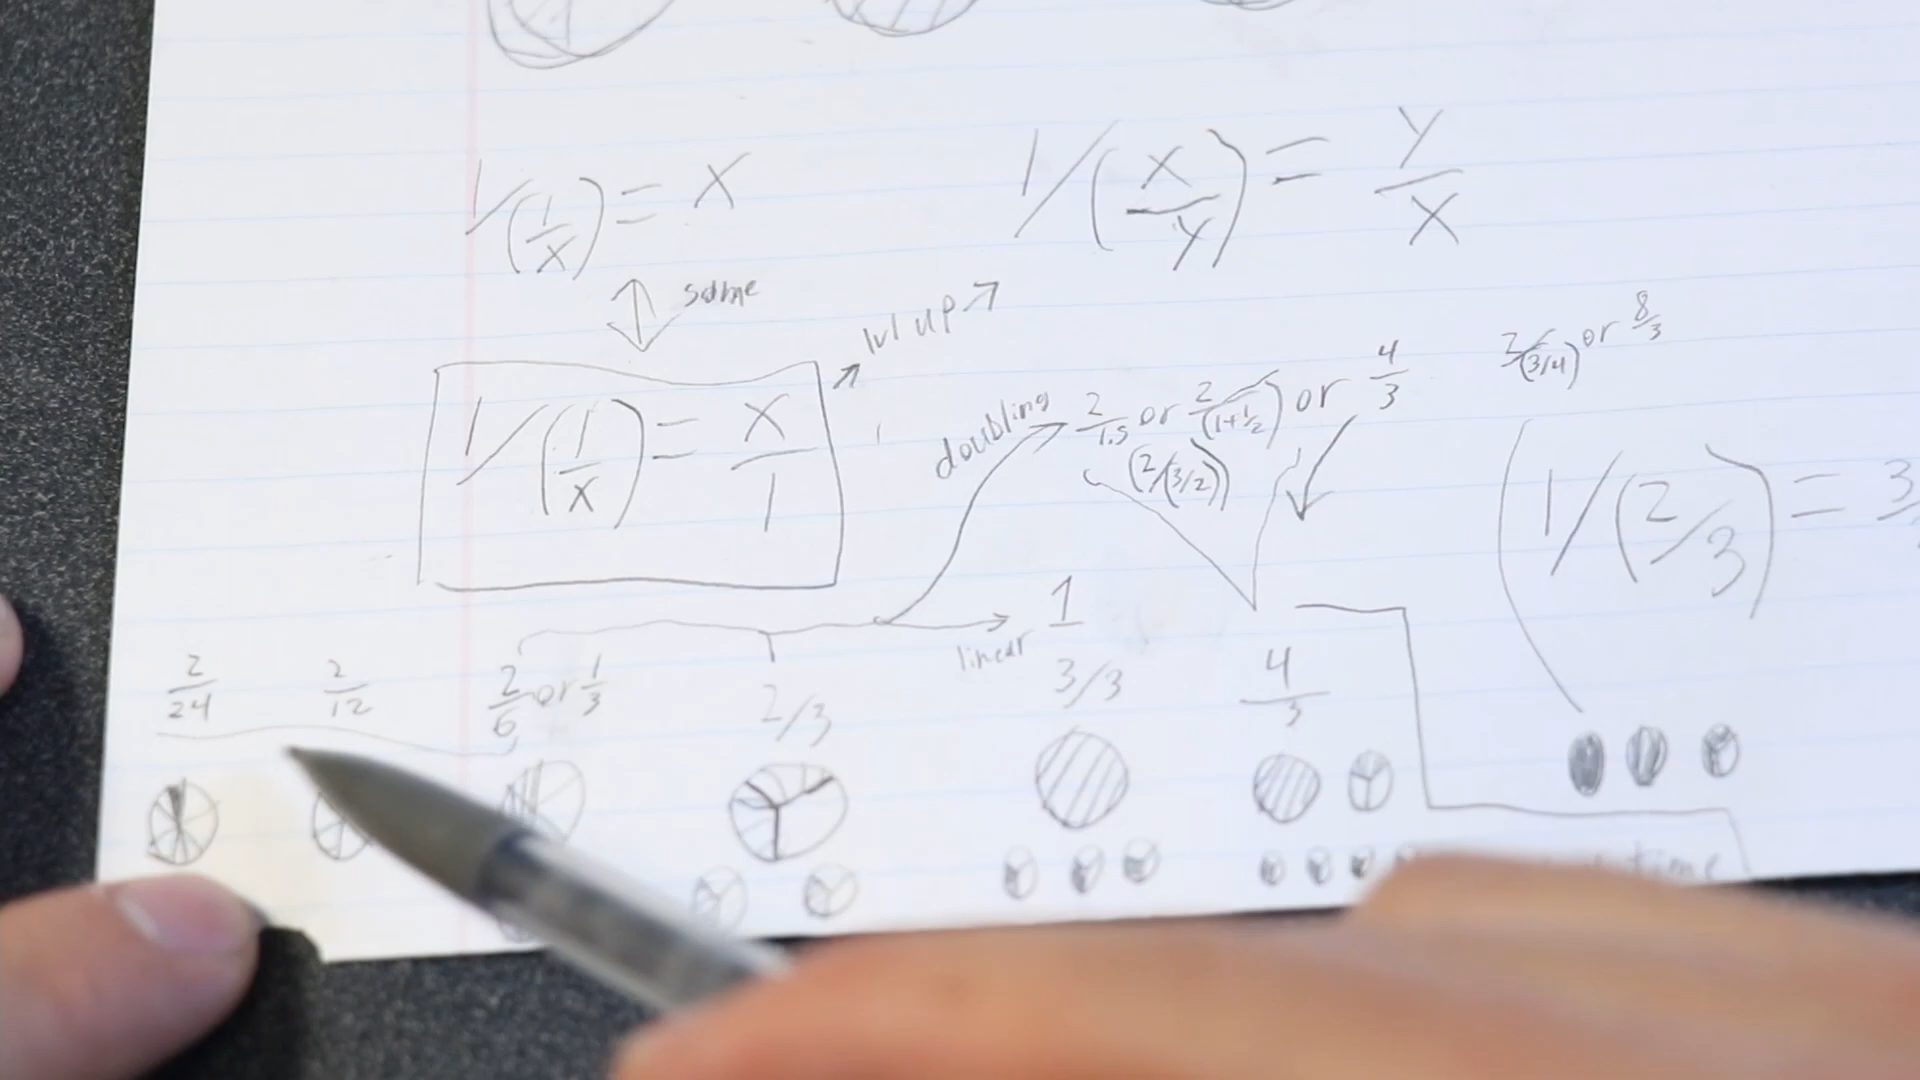 1/(1/x) = x
1/(x/y) = y/x
same
lvl up
1/(1/x) = x/1
doubling
2/1.5 or 2/(1+1/2) or 4/3
(2/(3/2))
2/(3/4) or 8/3
1/(2/3) = 3/
linear
1
2/24 2/12 2/6 or 1/3 2/3 3/3 4/3
time